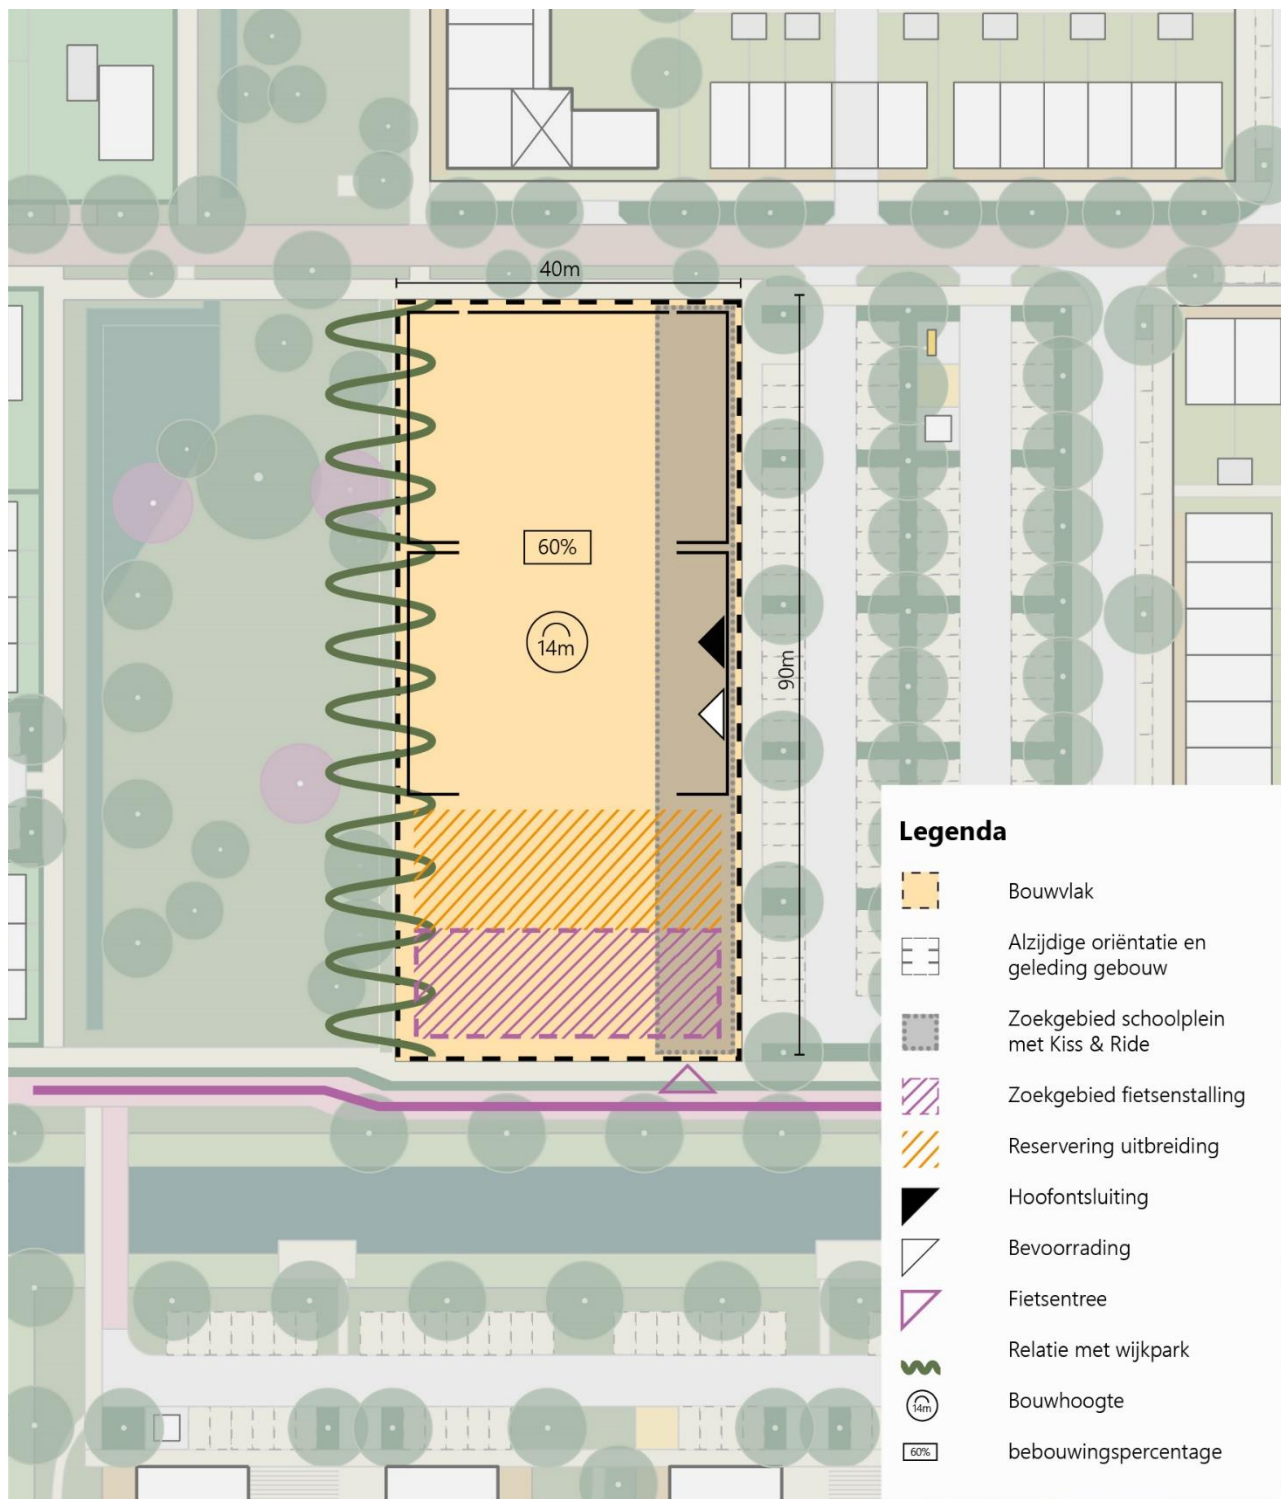 40m
60%
14m
90m
Legenda
Bouwvlak
Alzijdige oriëntatie en
geleding gebouw
Zoekgebied schoolplein
met Kiss & Ride
Zoekgebied fietsenstalling
Reservering uitbreiding
Hoofontsluiting
Bevoorrading
Fietsentree
Relatie met wijkpark
14m
Bouwhoogte
60%
bebouwingspercentage